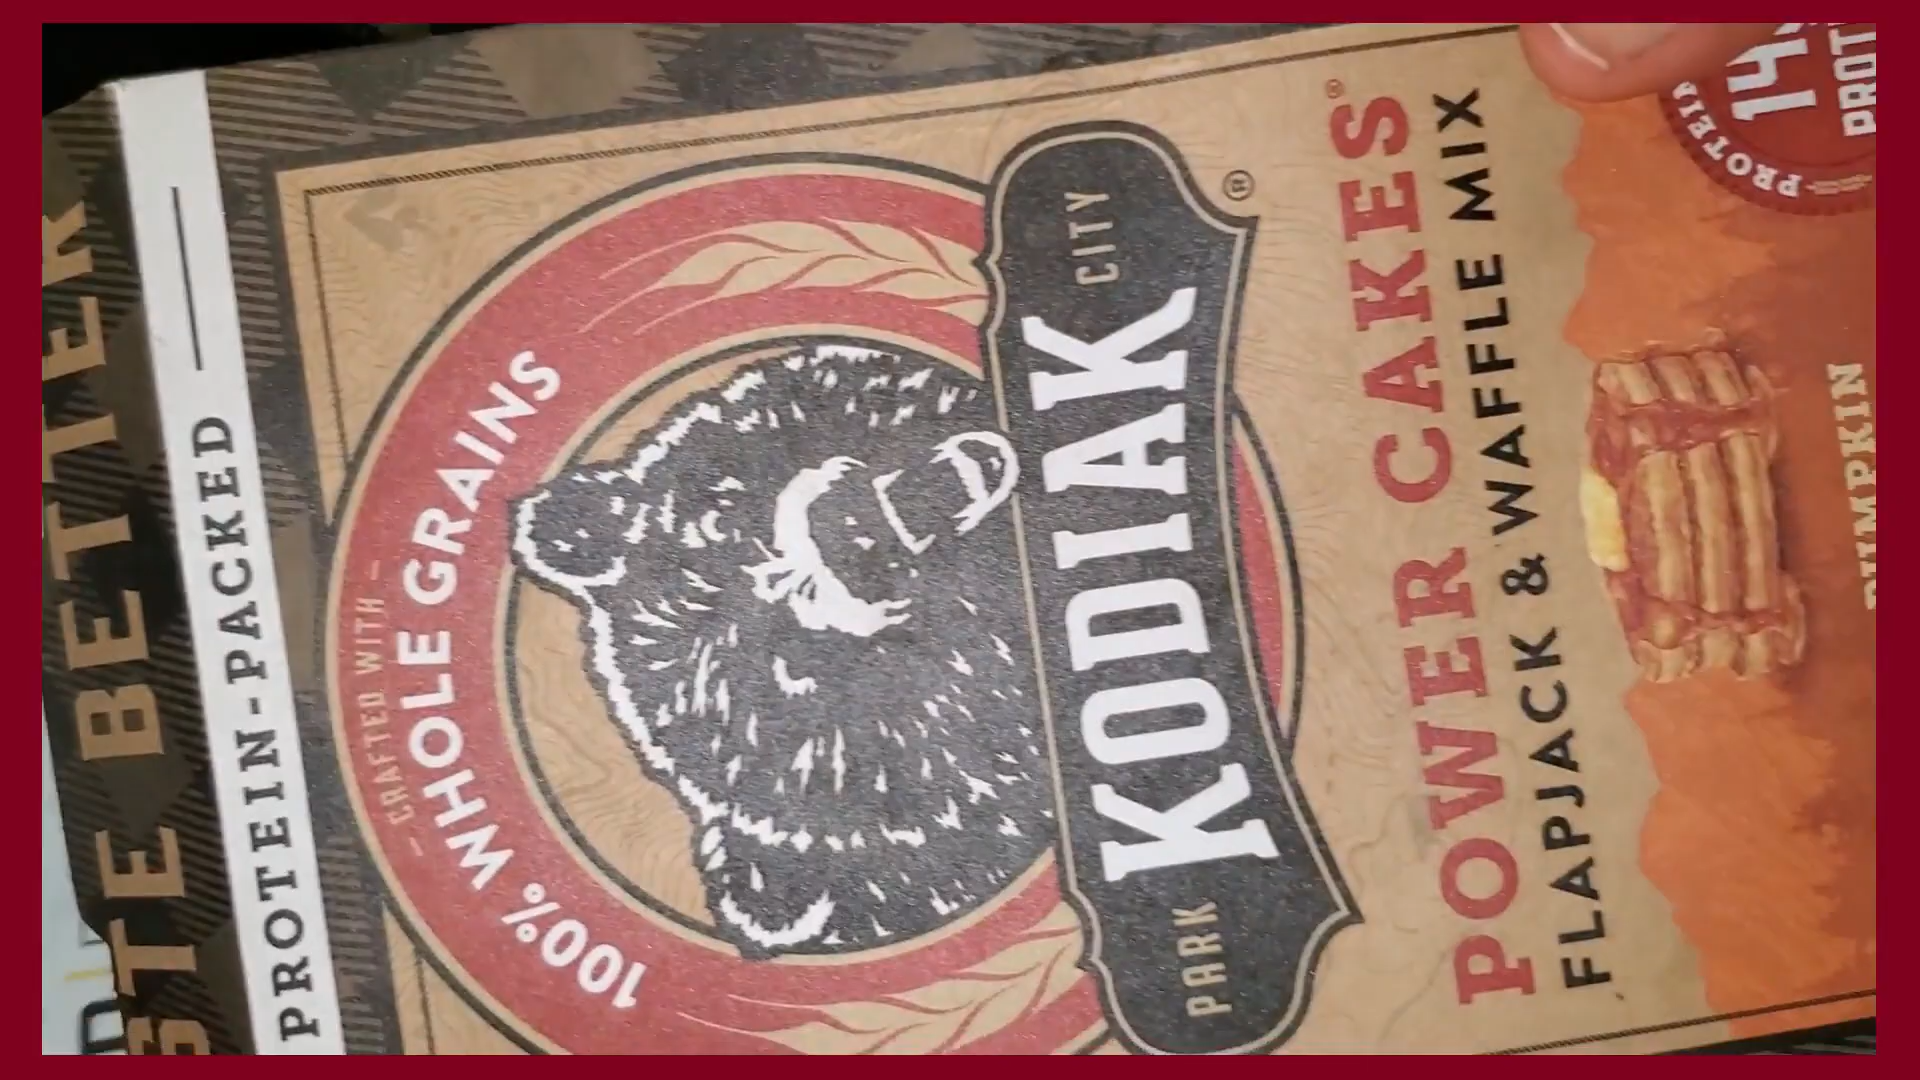 BETTER
PROTEIN-PACKED
- CRAFTED WITH -
100% WHOLE GRAINS
PARK KODIAK CITY ®
POWER CAKES®
FLAPJACK & WAFFLE MIX
PROTEIN
14g
PUMPKIN